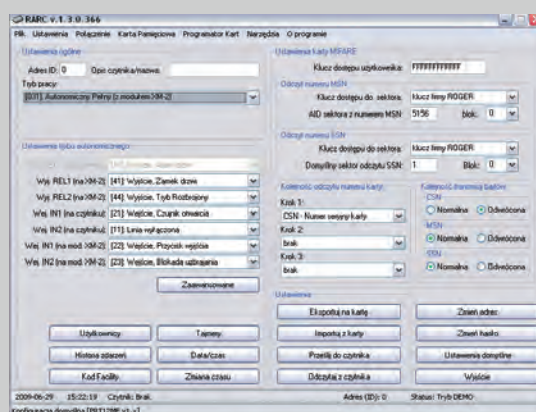 RARC v.1.3.0.366
Plik Ustawienia Połączenie Karta Pamięciowa Programator Kart Narzędzia O programie
Ustawienia ogólne
Adres ID: 0 Opis czytnika/nazwa:
Tryb pracy:
[031]: Autonomiczny Pełny (z modułem XM-2)
Ustawienia trybu autonomicznego
Wyj. REL1 (na XM-2): [41]: Wyjście, Zamek drzwi
Wyj. REL2 (na XM-2): [44]: Wyjście, Tryb Rozbrojony
Wej. IN1 (na czytniku): [21]: Wejście, Czujnik otwarcia
Wej. IN2 (na czytniku): [11]: Linia wyłączona
Wej. IN1 (na mod. XM-2): [22]: Wejście, Przycisk wyjścia
Wej. IN2 (na mod. XM-2): [23]: Wejście, Blokada uzbrajania
Zaawansowane
Użytkownicy Tajmery
Historia zdarzeń Data/czas
Kod Facility Zmiana czasu
Ustawienia karty MIFARE
Klucz dostępu użytkownika: FFFFFFFFFFFF
Odczyt numeru MSN
Klucz dostępu do sektora: klucz firmy ROGER
AID sektora z numerem MSN: 5156 blok: 0
Odczyt numeru SSN
Klucz dostępu do sektora: klucz firmy ROGER
Domyślny sektor odczytu SSN: 1 Blok: 0
Kolejność odczytu numeru karty
Krok 1:
CSN - Numer seryjny karty
Krok 2:
brak
Krok 3:
brak
Kolejność transmisji bajtów
CSN
Normalna Odwrócona
MSN
Normalna Odwrócona
SSN
Normalna Odwrócona
Ustawienia
Eksportuj na kartę Zmień adres
Importuj z karty Zmień hasło
Prześlij do czytnika Ustawienia domyślne
Odczytaj z czytnika Wyjście
2009-06-29 15:22:19 Czytnik: Brak Adres (ID): 0 Status: Tryb DEMO
Konfiguracja domyślna [PRT12MF v1.x]